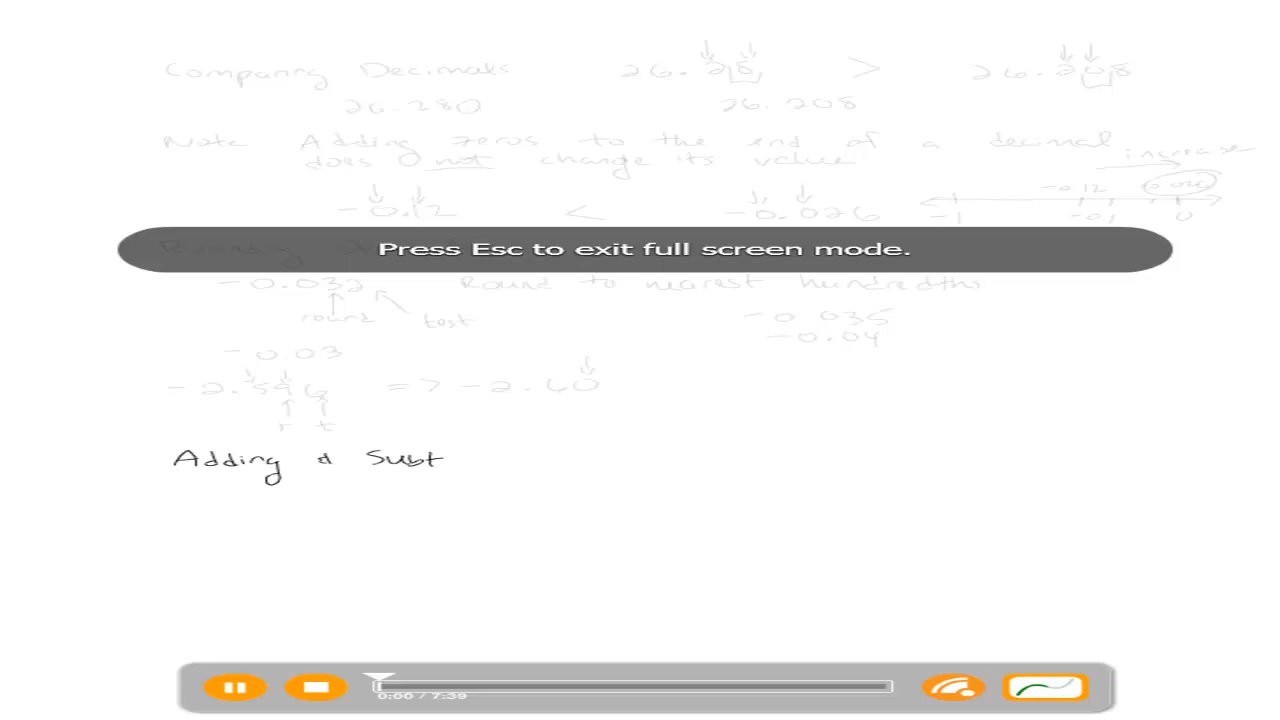 Comparing Decimals 26.28 > 26.208
26.280 26.208
Note Adding zeros to the end of a decimal
does not change its value increase
-0.12 < -0.026 -0.12 -0.026
-1 -0.1 0
Press Esc to exit full screen mode.
-0.032 Round to nearest hundredths
round test -0.035
-0.04
-0.03
-2.596 => -2.60
r t
Adding & Subt
0:00 / 7:39